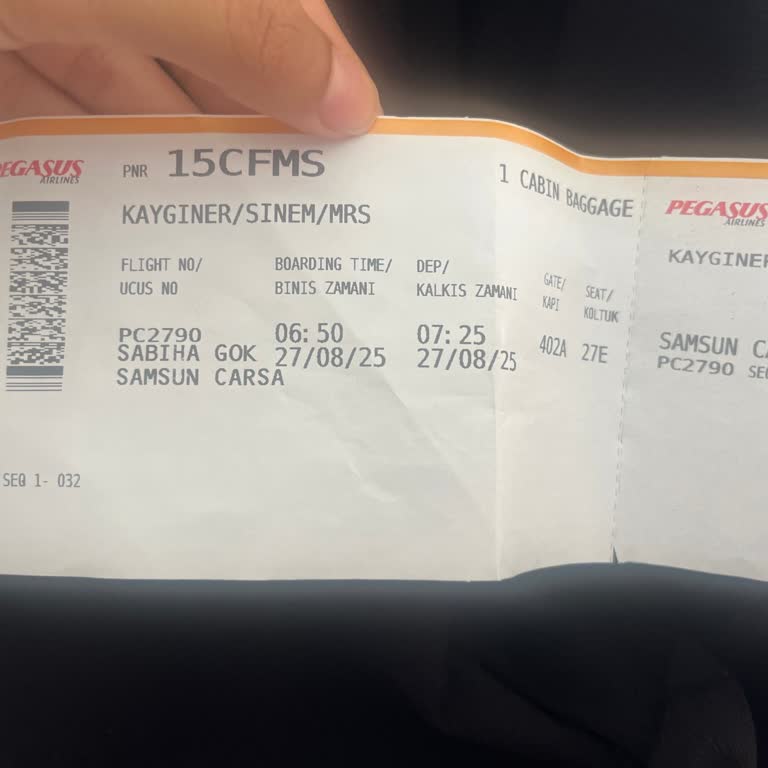 PEGASUS
AIRLINES
PNR 15CFMS
1 CABIN BAGGAGE
KAYGINER/SINEM/MRS
FLIGHT NO/ BOARDING TIME/ DEP/ GATE/ SEAT/
UCUS NO BINIS ZAMANI KALKIS ZAMANI KAPI KOLTUK
PC2790 06:50 07:25 402A 27E
SABIHA GOK 27/08/25 27/08/25
SAMSUN CARSA
SEQ 1- 032
PEGASUS
AIRLINES
KAYGINER
SAMSUN CA
PC2790 SEQ